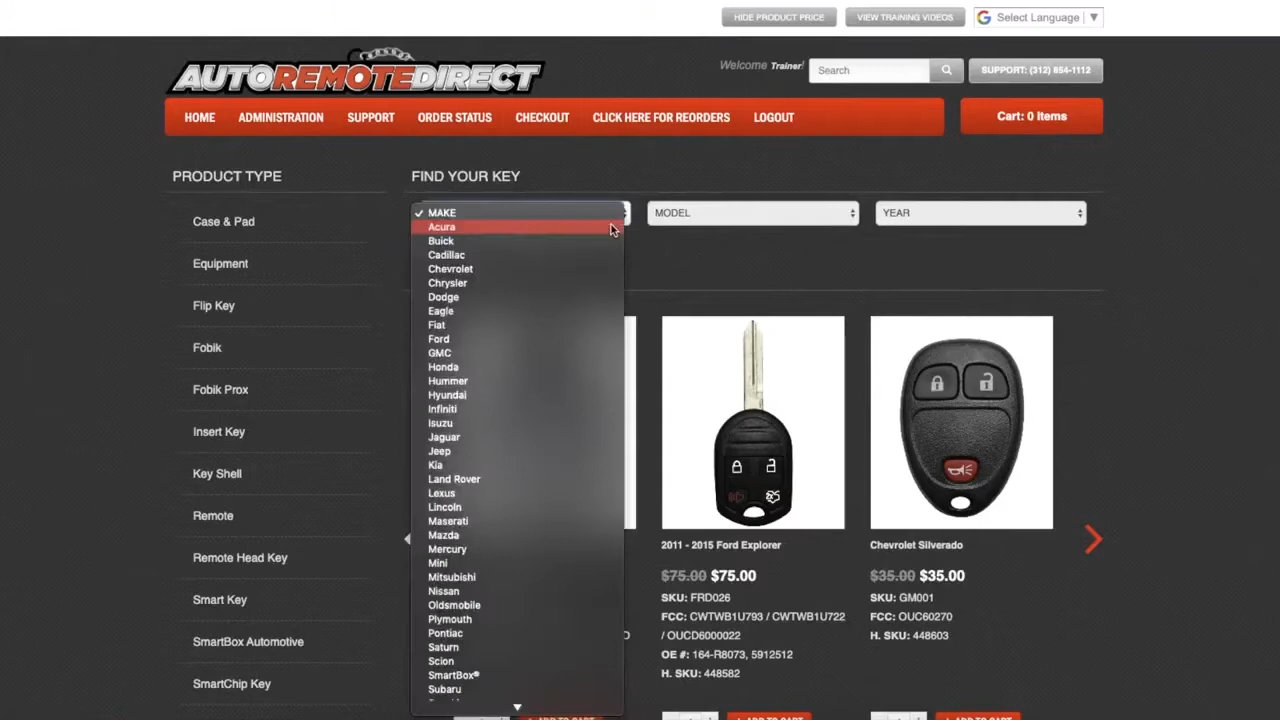 HIDE PRODUCT PRICE
VIEW TRAINING VIDEOS
G Select Language ▼
AUTOREMOTEDIRECT
Welcome Trainer!
Search
SUPPORT: (312) 854-1112
HOME
ADMINISTRATION
SUPPORT
ORDER STATUS
CHECKOUT
CLICK HERE FOR REORDERS
LOGOUT
Cart: 0 Items
PRODUCT TYPE
Case & Pad
Equipment
Flip Key
Fobik
Fobik Prox
Insert Key
Key Shell
Remote
Remote Head Key
Smart Key
SmartBox Automotive
SmartChip Key
FIND YOUR KEY
✓ MAKE
Acura
Buick
Cadillac
Chevrolet
Chrysler
Dodge
Eagle
Fiat
Ford
GMC
Honda
Hummer
Hyundai
Infiniti
Isuzu
Jaguar
Jeep
Kia
Land Rover
Lexus
Lincoln
Maserati
Mazda
Mercury
Mini
Mitsubishi
Nissan
Oldsmobile
Plymouth
Pontiac
Saturn
Scion
SmartBox®
Subaru
MODEL
YEAR
2011 - 2015 Ford Explorer
$75.00 $75.00
SKU: FRD026
FCC: CWTWB1U793 / CWTWB1U722
/ OUCD6000022
OE #: 164-R8073, 5912512
H. SKU: 448582
Chevrolet Silverado
$35.00 $35.00
SKU: GM001
FCC: OUC60270
H. SKU: 448603